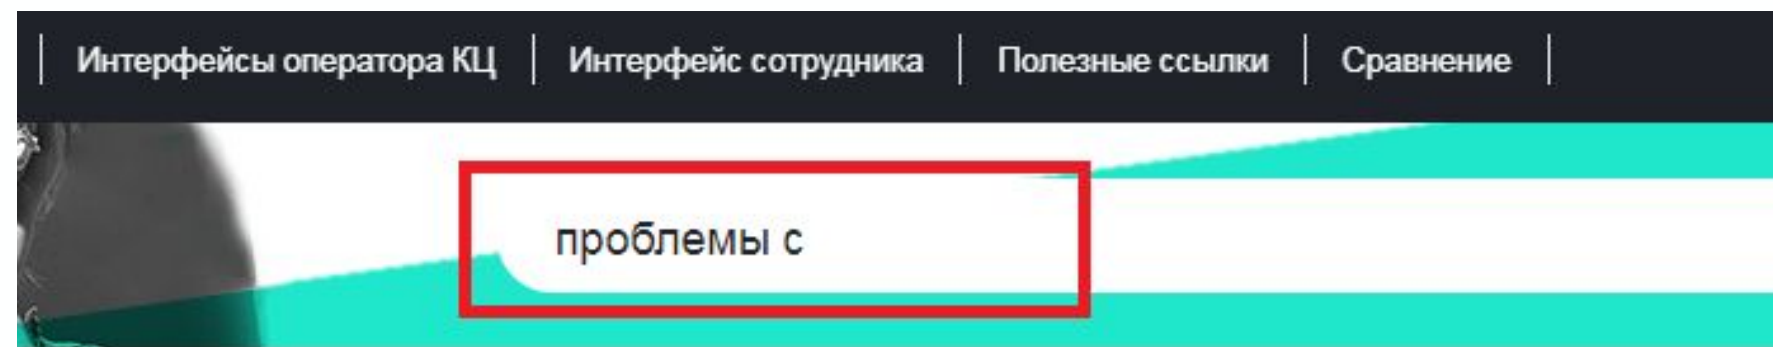 Интерфейсы оператора КЦ Интерфейс сотрудника Полезные ссылки Сравнение
проблемы с